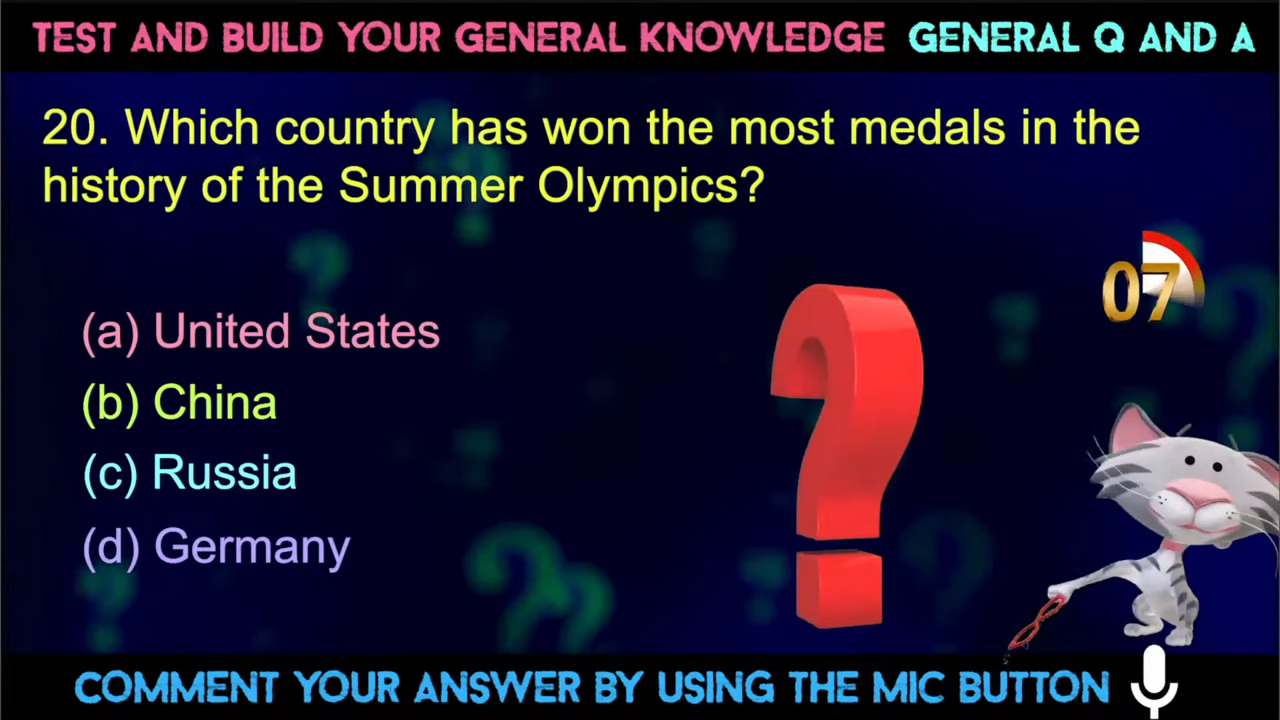 TEST AND BUILD YOUR GENERAL KNOWLEDGE GENERAL Q AND A
20. Which country has won the most medals in the
history of the Summer Olympics?
07
(a) United States
(b) China
(c) Russia
(d) Germany
COMMENT YOUR ANSWER BY USING THE MIC BUTTON